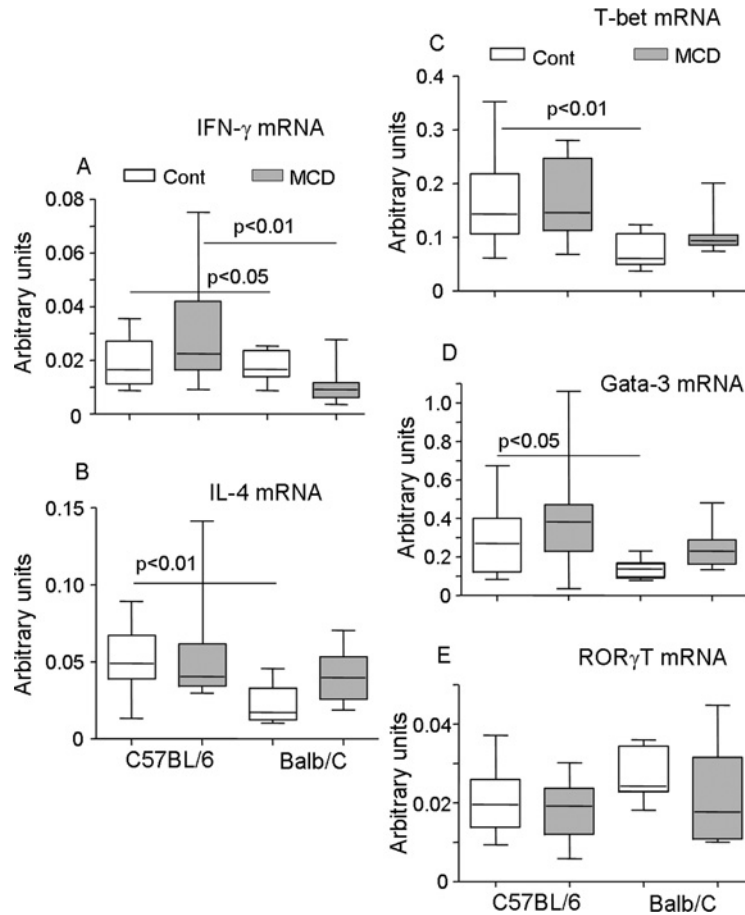 IFN-γ mRNA
A
Cont MCD
Arbitrary units
0.08
0.06
0.04
0.02
0
p<0.01
p<0.05
B
IL-4 mRNA
Arbitrary units
0.15
0.10
0.05
0
p<0.01
C57BL/6 Balb/C
T-bet mRNA
C
Cont MCD
Arbitrary units
0.4
0.3
0.2
0.1
0
p<0.01
D
Gata-3 mRNA
Arbitrary units
1.0
0.8
0.6
0.4
0.2
0
p<0.05
E
RORγT mRNA
Arbitrary units
0.04
0.02
0
C57BL/6 Balb/C